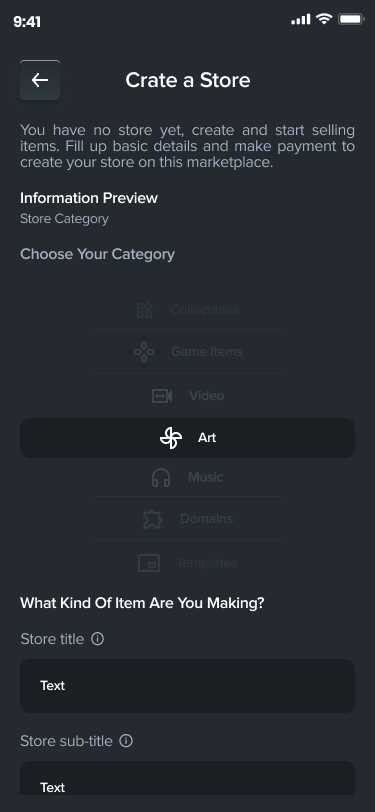 9:41
Crate a Store
You have no store yet, create and start selling
items. Fill up basic details and make payment to
create your store on this marketplace.
Information Preview
Store Category
Choose Your Category
Collectibles
Game Items
Video
Art
Music
Domains
Templates
What Kind Of Item Are You Making?
Store title
Text
Store sub-title
Text